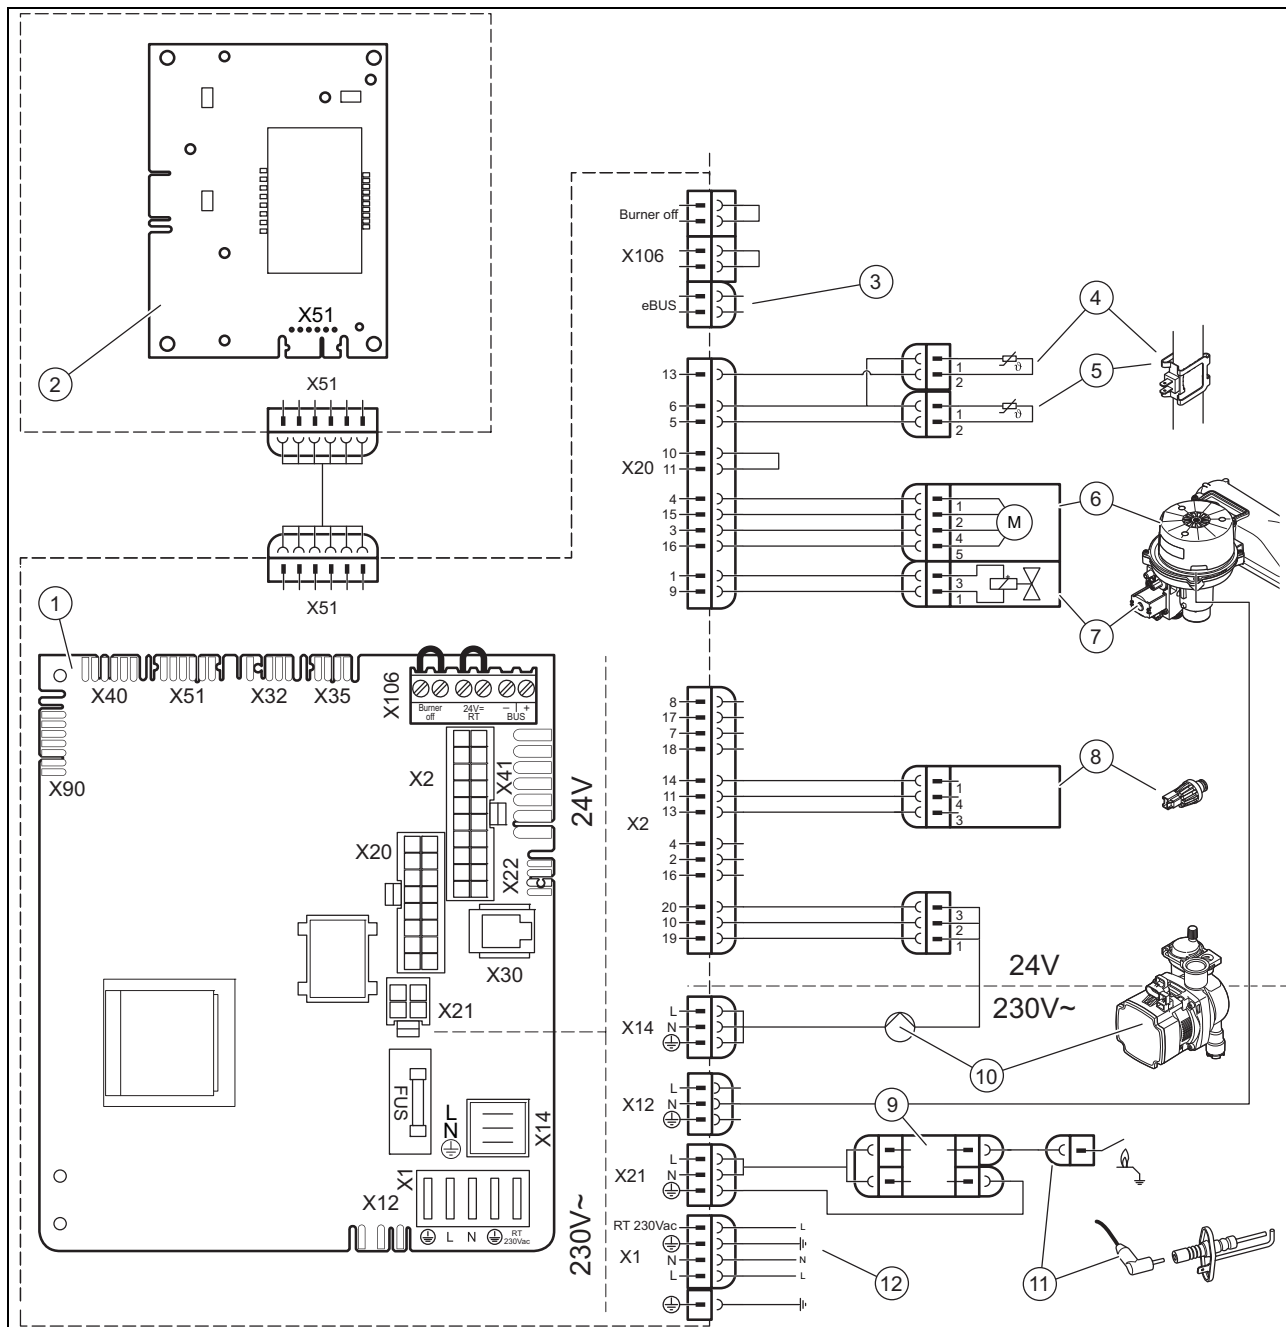 X51
2
X51
X51
1
X40 X51 X32 X35
X106
Burner off
24V= RT
– | + BUS
X90
X2
X41
24V
X20
X22
X30
X21
FUS
L
N
X14
X1
X12
L N RT 230Vac
230V~
Burner off
X106
eBUS
3
13
6
5
10
X20 11
4
15
3
16
1
9
1
2
ϑ
4
1
2
ϑ
5
1
2
4
5
M
6
3
1
7
8
17
7
18
14
11
13
X2
4
2
16
20
10
19
1
4
3
8
3
2
1
24V
230V~
L
X14 N
10
L
X12 N
9
L
X21 N
11
RT 230Vac L
X1
N N
L L
12